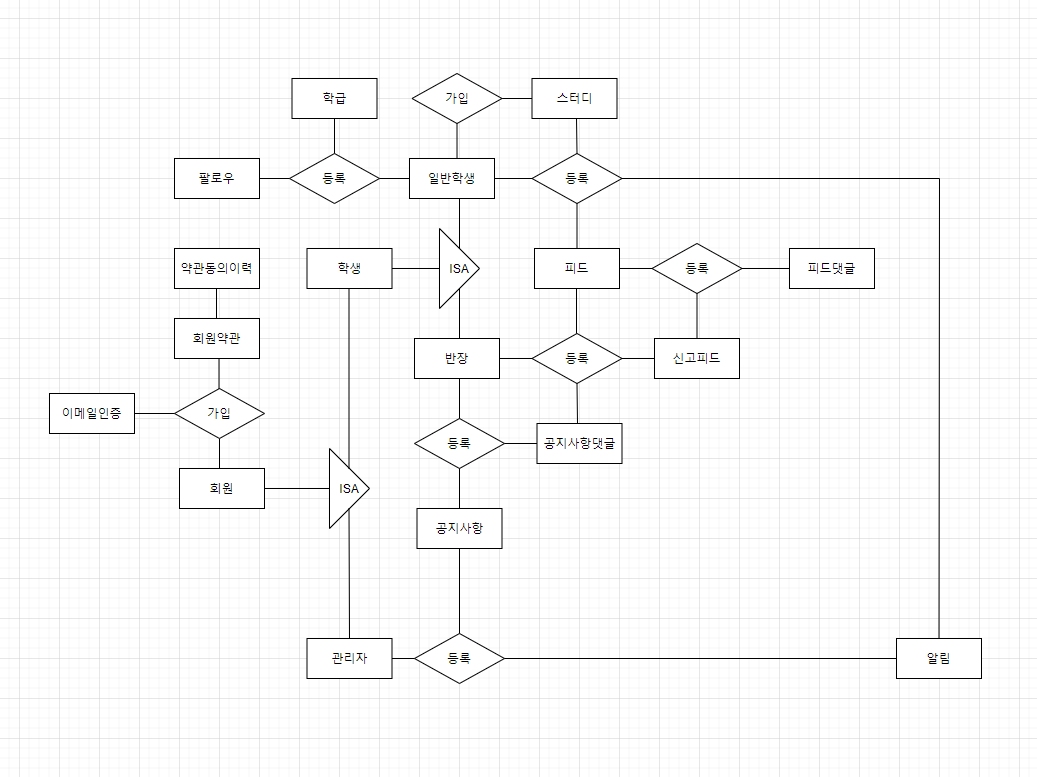 학급
가입
스터디
팔로우
등록
일반학생
등록
약관동의이력
학생
ISA
피드
등록
피드댓글
회원약관
반장
등록
신고피드
이메일인증
가입
등록
공지사항댓글
회원
ISA
공지사항
관리자
등록
알림